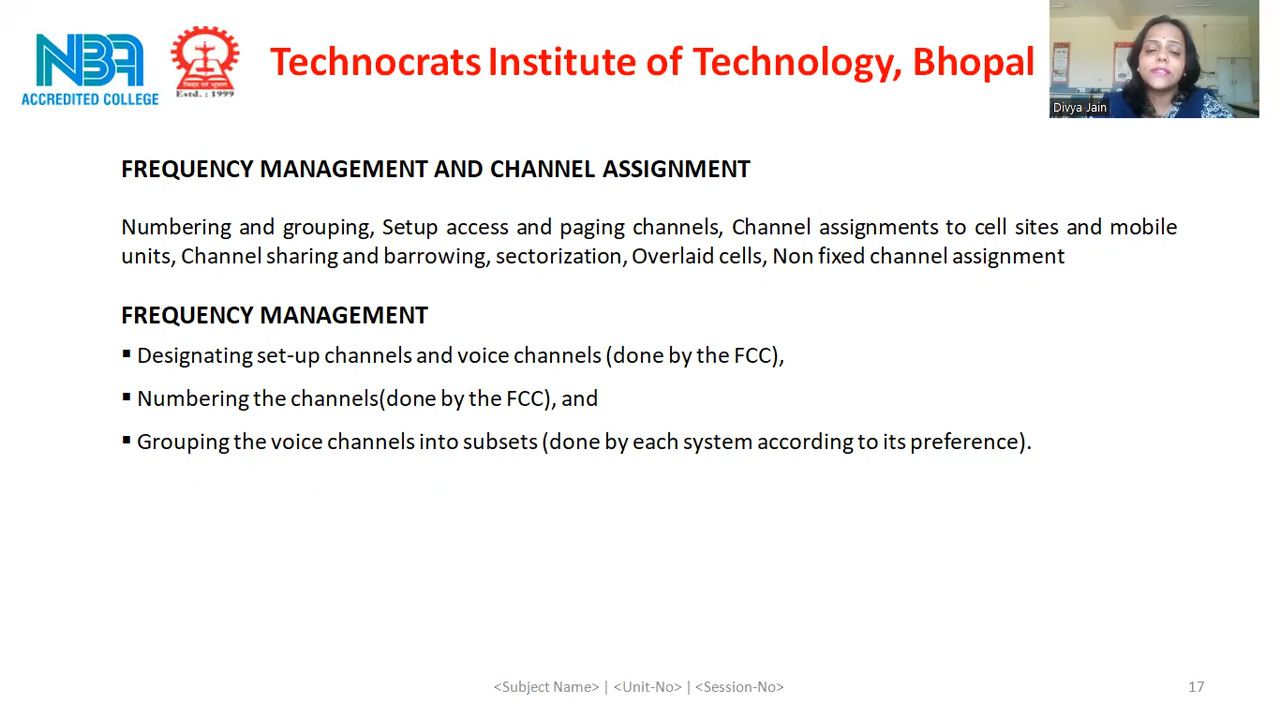 NBA
ACCREDITED COLLEGE
Estd. : 1999
Technocrats Institute of Technology, Bhopal
Divya Jain
FREQUENCY MANAGEMENT AND CHANNEL ASSIGNMENT
Numbering and grouping, Setup access and paging channels, Channel assignments to cell sites and mobile
units, Channel sharing and barrowing, sectorization, Overlaid cells, Non fixed channel assignment
FREQUENCY MANAGEMENT
▪ Designating set-up channels and voice channels (done by the FCC),
▪ Numbering the channels(done by the FCC), and
▪ Grouping the voice channels into subsets (done by each system according to its preference).
<Subject Name> | <Unit-No> | <Session-No>
17